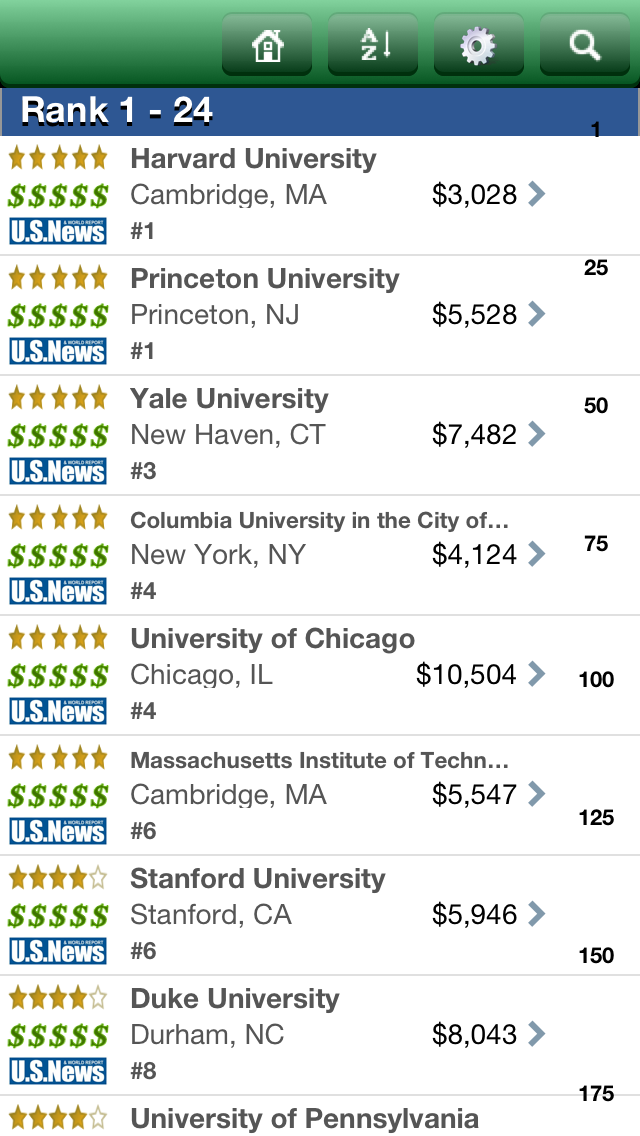 A
Z
Rank 1 - 24
1
Harvard University
$$$$$ Cambridge, MA $3,028
U.S.News & WORLD REPORT #1
25
Princeton University
$$$$$ Princeton, NJ $5,528
U.S.News & WORLD REPORT #1
Yale University
50
$$$$$ New Haven, CT $7,482
U.S.News & WORLD REPORT #3
Columbia University in the City of...
75
$$$$$ New York, NY $4,124
U.S.News & WORLD REPORT #4
University of Chicago
$$$$$ Chicago, IL $10,504
100
U.S.News & WORLD REPORT #4
Massachusetts Institute of Techn...
$$$$$ Cambridge, MA $5,547
125
U.S.News & WORLD REPORT #6
Stanford University
$$$$$ Stanford, CA $5,946
U.S.News & WORLD REPORT #6
150
Duke University
$$$$$ Durham, NC $8,043
U.S.News & WORLD REPORT #8
175
University of Pennsylvania